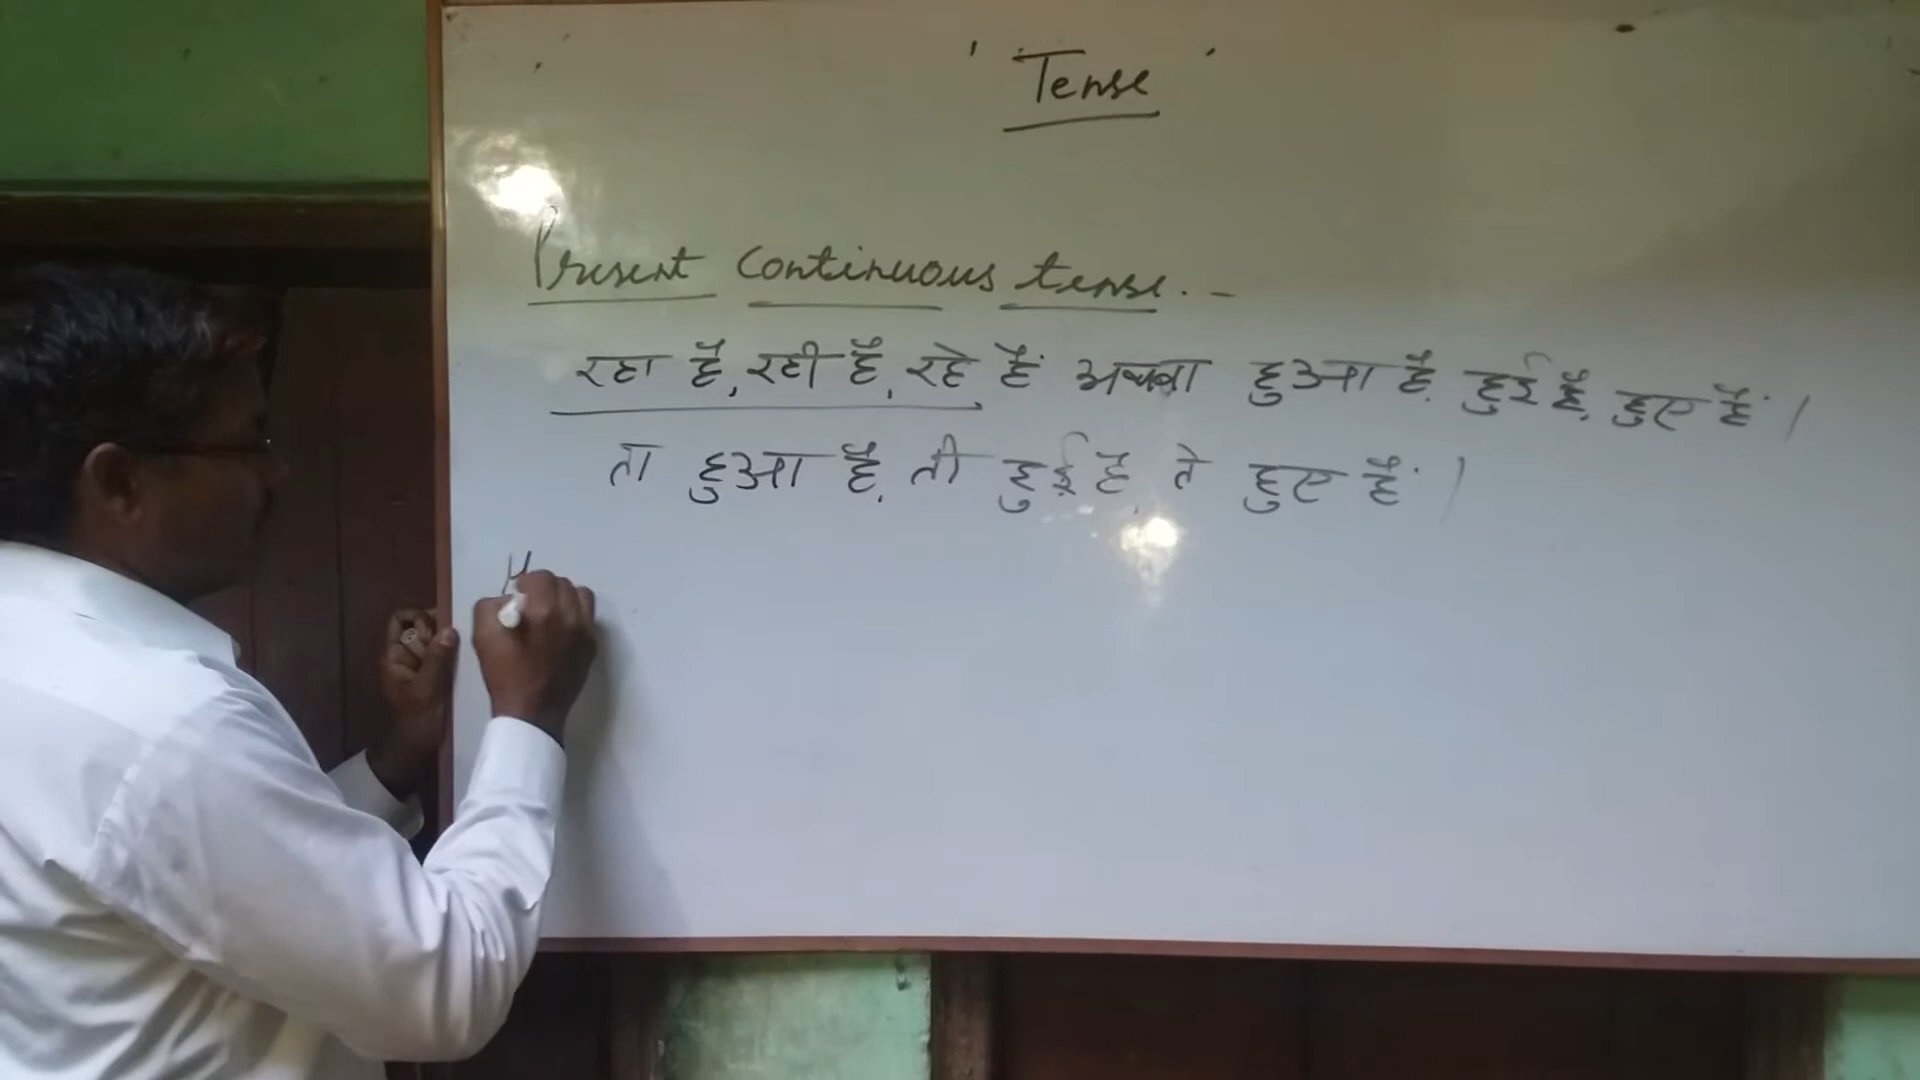 ' Tense '
Present Continuous tense. -
रहा है, रही है, रहे हैं अथवा हुआ है, हुई है, हुए हैं।
ता हुआ है, ती हुई है, ते हुए हैं।